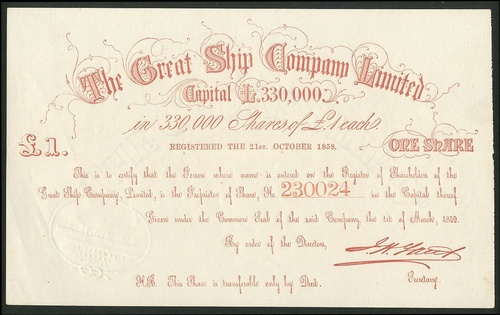 The Great Ship Company Limited
Capital £.330,000.
in 330,000 Shares of £.1 each.
REGISTERED THE 21ST. OCTOBER 1858.
£1.
ONE SHARE
This is to certify that the Person whose name is entered on the Register of Shareholders of the
Great Ship Company, Limited, is the Proprietor of Share, No. 230024 in the Capital thereof
Given under the Common Seal of the said Company, the 1st of March, 1859.
By order of the Directors,
Secretary.
N.B. This Share is transferable only by Deed.